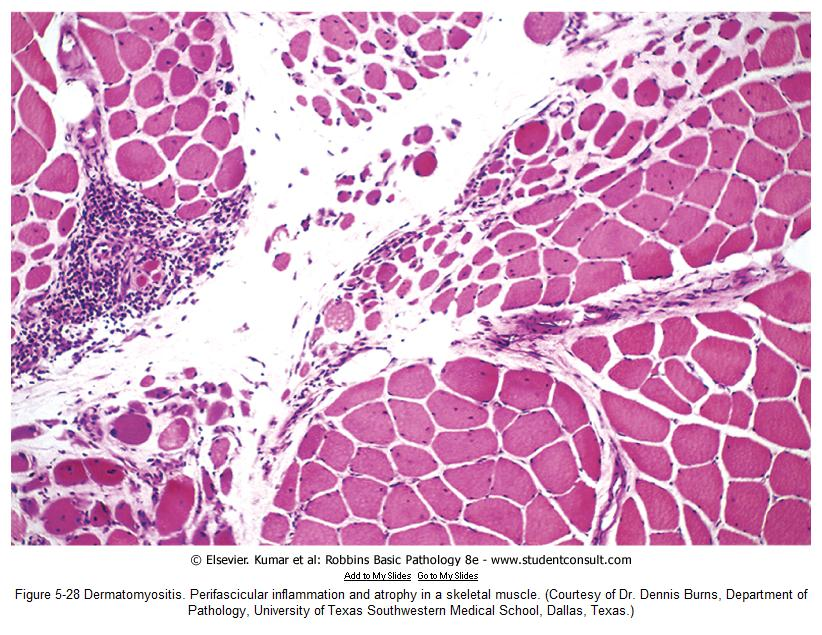 © Elsevier. Kumar et al: Robbins Basic Pathology 8e - www.studentconsult.com
Add to My Slides Go to My Slides
Figure 5-28 Dermatomyositis. Perifascicular inflammation and atrophy in a skeletal muscle. (Courtesy of Dr. Dennis Burns, Department of
Pathology, University of Texas Southwestern Medical School, Dallas, Texas.)